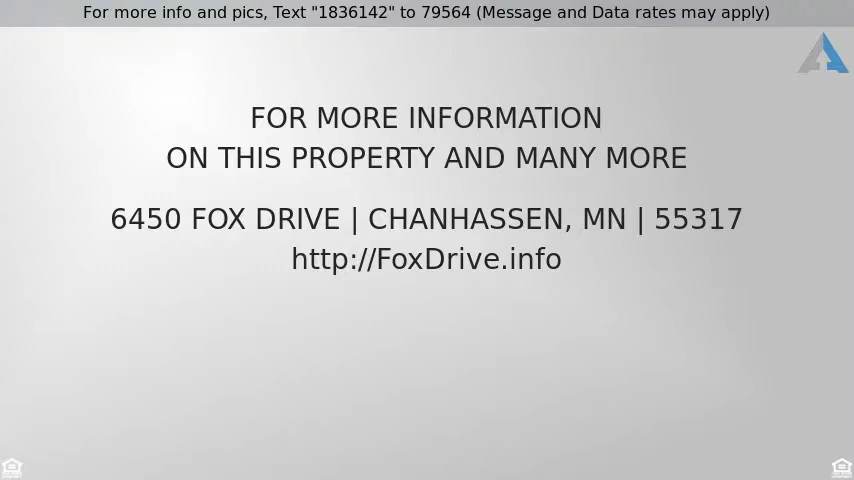 For more info and pics, Text "1836142" to 79564 (Message and Data rates may apply)
FOR MORE INFORMATION
ON THIS PROPERTY AND MANY MORE
6450 FOX DRIVE | CHANHASSEN, MN | 55317
http://FoxDrive.info